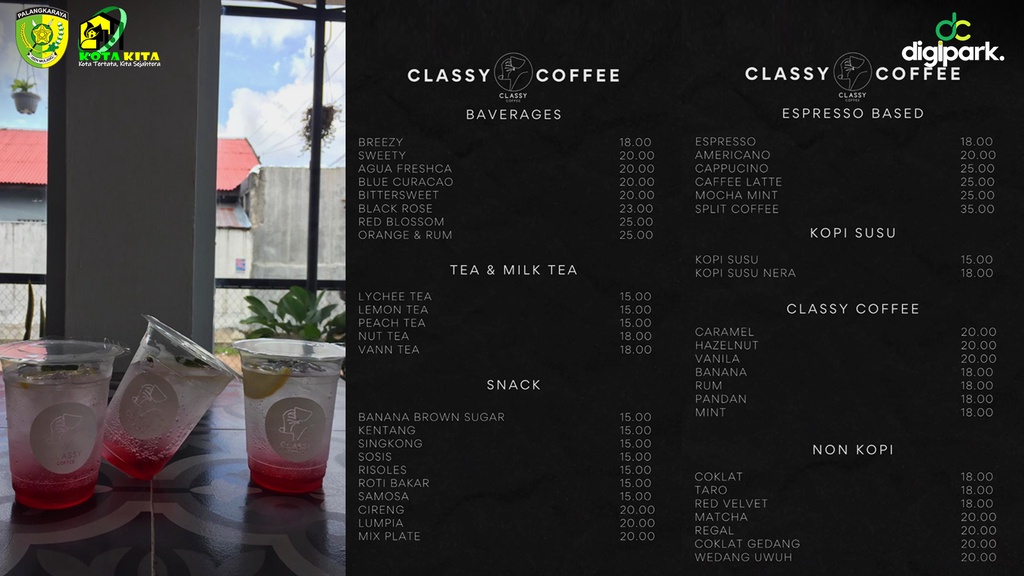 PALANGKARAYA
KOTA KITA
Kota Tertata, Kita Sejahtera
dc
digipark.
CLASSY COFFEE
CLASSY
COFFEE
BAVERAGES
BREEZY 18.00
SWEETY 20.00
AGUA FRESHCA 20.00
BLUE CURACAO 20.00
BITTERSWEET 20.00
BLACK ROSE 23.00
RED BLOSSOM 25.00
ORANGE & RUM 25.00
TEA & MILK TEA
LYCHEE TEA 15.00
LEMON TEA 15.00
PEACH TEA 15.00
NUT TEA 18.00
VANN TEA 18.00
SNACK
BANANA BROWN SUGAR 15.00
KENTANG 15.00
SINGKONG 15.00
SOSIS 15.00
RISOLES 15.00
ROTI BAKAR 15.00
SAMOSA 15.00
CIRENG 20.00
LUMPIA 20.00
MIX PLATE 20.00
CLASSY COFFEE
CLASSY
COFFEE
ESPRESSO BASED
ESPRESSO 18.00
AMERICANO 20.00
CAPPUCINO 25.00
CAFFEE LATTE 25.00
MOCHA MINT 25.00
SPLIT COFFEE 35.00
KOPI SUSU
KOPI SUSU 15.00
KOPI SUSU NERA 18.00
CLASSY COFFEE
CARAMEL 20.00
HAZELNUT 20.00
VANILA 20.00
BANANA 18.00
RUM 18.00
PANDAN 18.00
MINT 18.00
NON KOPI
COKLAT 18.00
TARO 18.00
RED VELVET 18.00
MATCHA 20.00
REGAL 20.00
COKLAT GEDANG 20.00
WEDANG UWUH 20.00
CLASSY
COFFEE
CLASSY
COFFEE